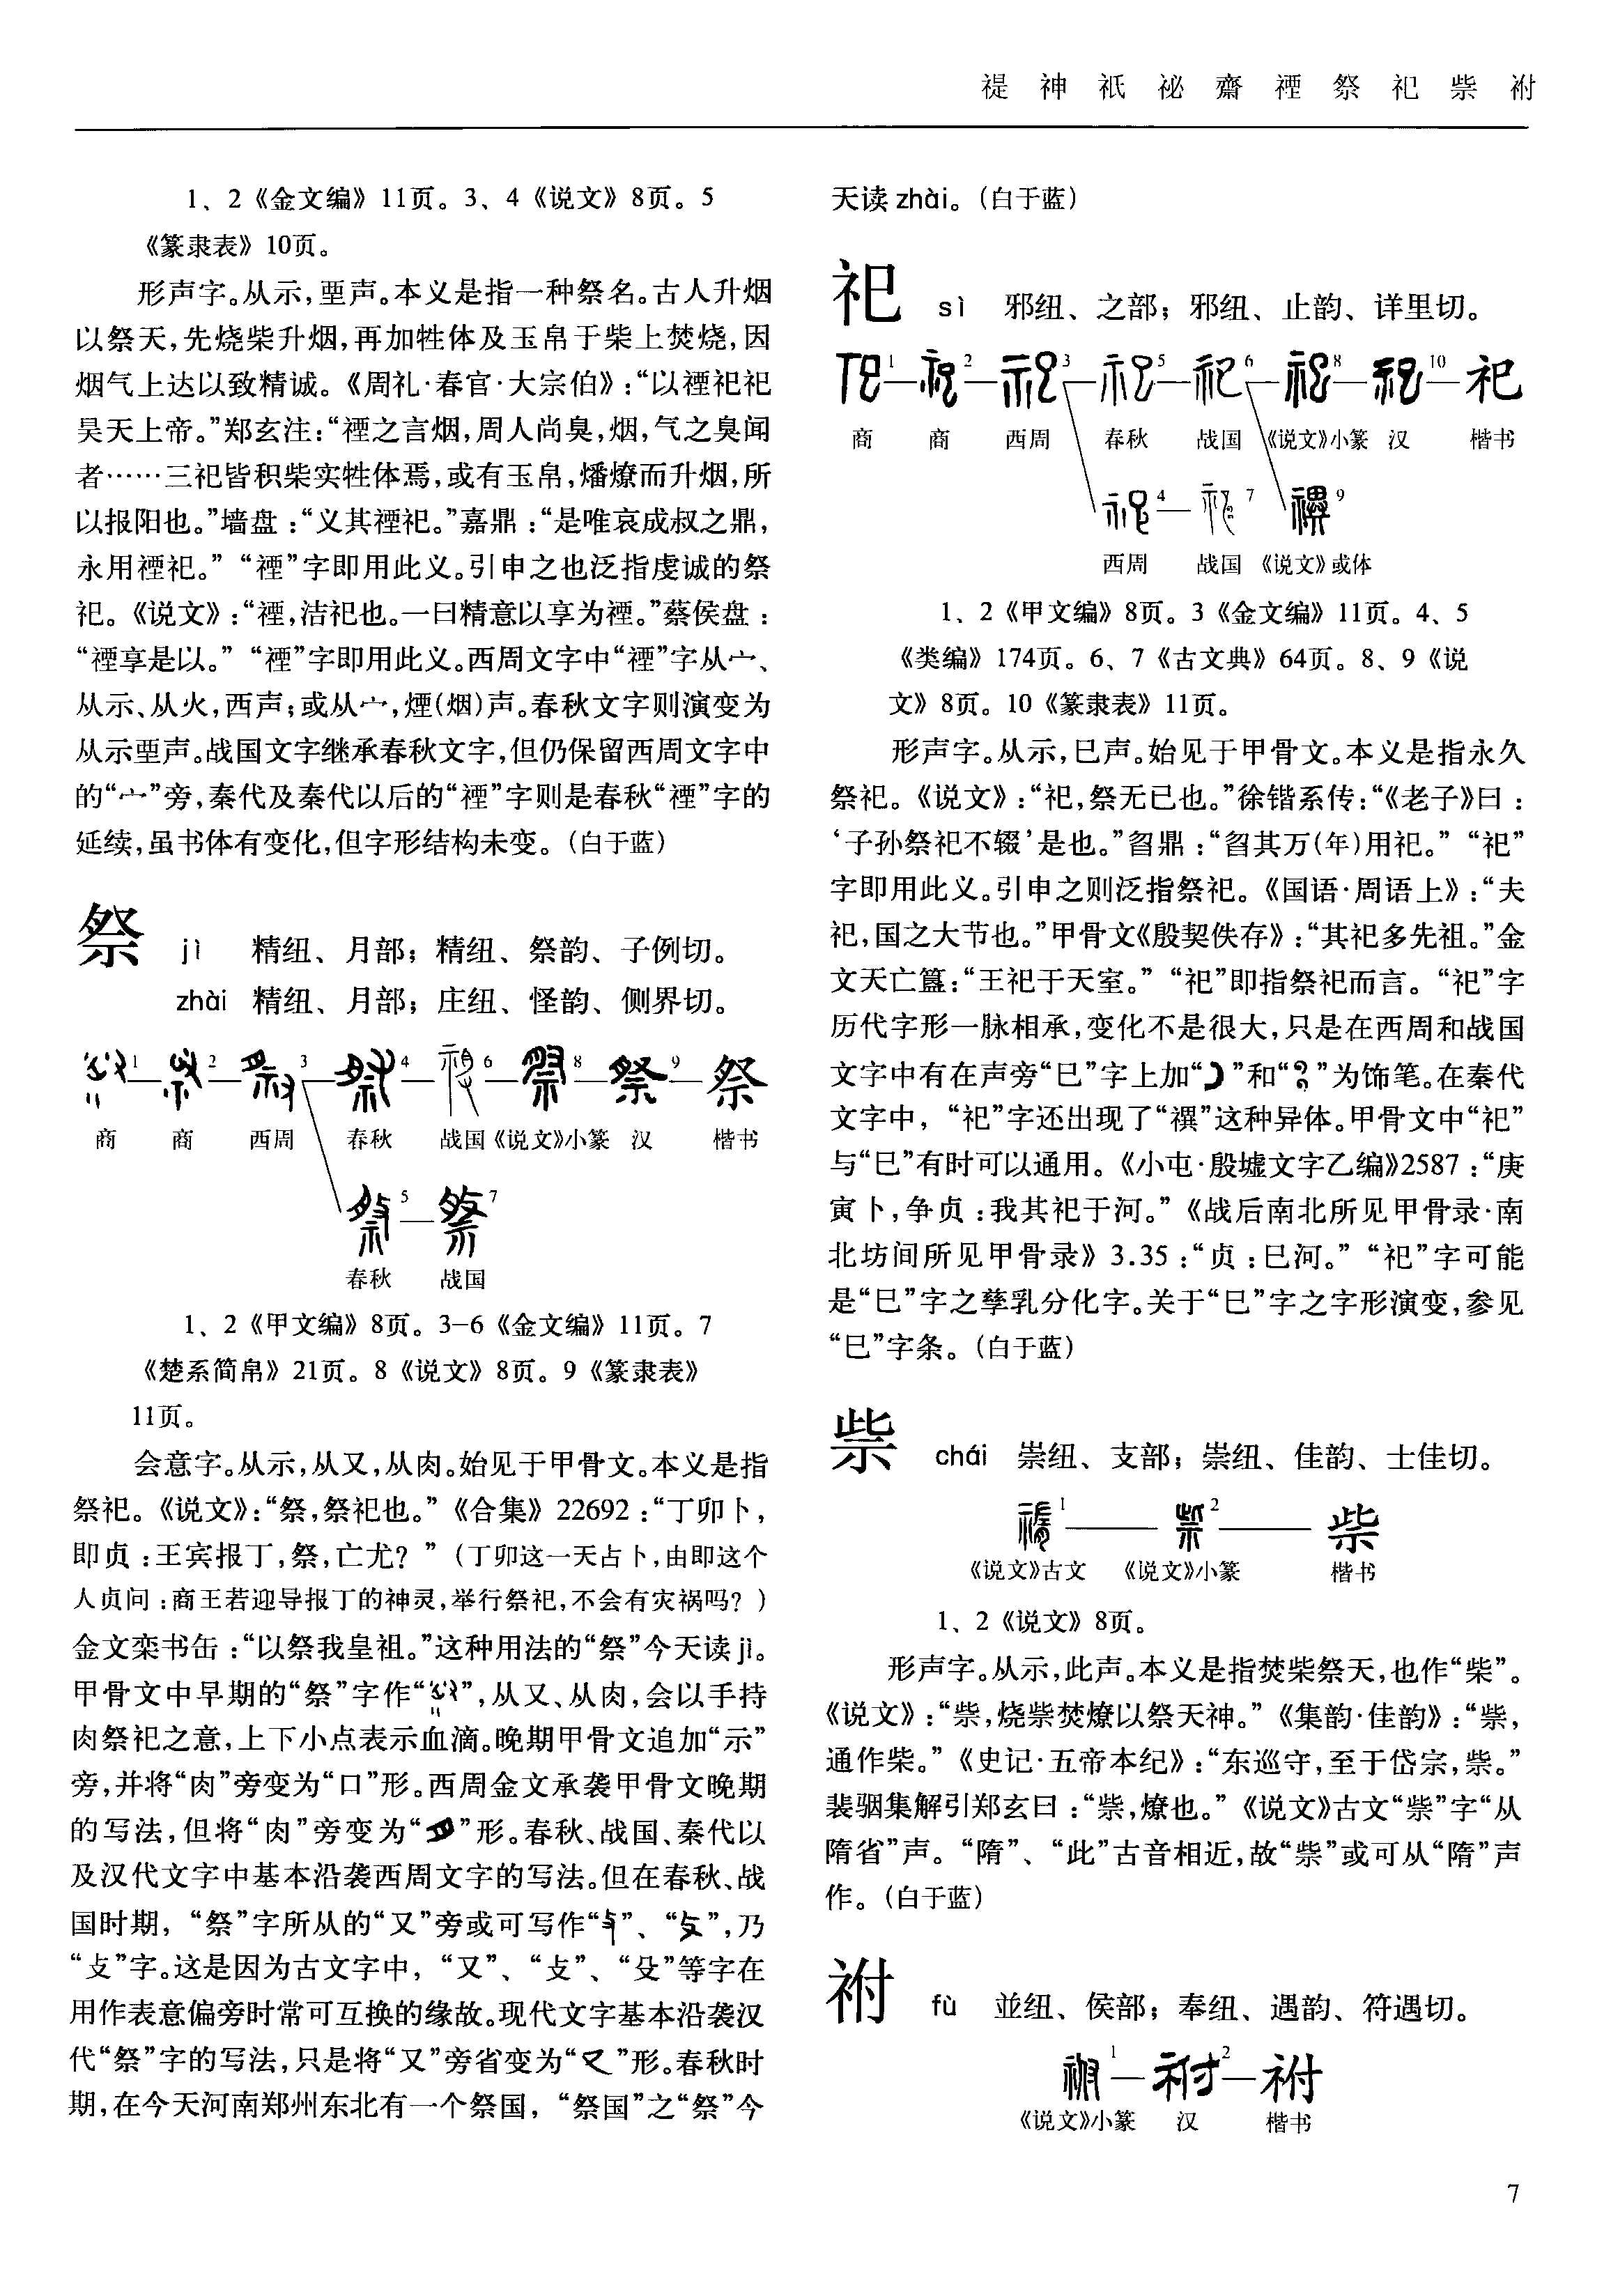 禔 神 祇 祕 齋 禋 祭 祀 祡 祔
1、2《金文编》11页。3、4《说文》8页。5
《篆隶表》10页。
形声字。从示，垔声。本义是指一种祭名。古人升烟
以祭天，先烧柴升烟，再加牲体及玉帛于柴上焚烧，因
烟气上达以致精诚。《周礼·春官·大宗伯》：“以禋祀祀
昊天上帝。”郑玄注：“禋之言烟，周人尚臭，烟，气之臭闻
者……三祀皆积柴实牲体焉，或有玉帛，燔燎而升烟，所
以报阳也。”墙盘：“义其禋祀。”嘉鼎：“是唯哀成叔之鼎，
永用禋祀。”“禋”字即用此义。引申之也泛指虔诚的祭
祀。《说文》：“禋，洁祀也。一曰精意以享为禋。”蔡侯盘：
“禋享是以。”“禋”字即用此义。西周文字中“禋”字从宀、
从示、从火，西声；或从宀，煙(烟)声。春秋文字则演变为
从示垔声。战国文字继承春秋文字，但仍保留西周文字中
的“宀”旁，秦代及秦代以后的“禋”字则是春秋“禋”字的
延续，虽书体有变化，但字形结构未变。（白于蓝）
祭 jì 精纽、月部；精纽、祭韵、子例切。
zhài 精纽、月部；庄纽、怪韵、侧界切。
1 2 3 4 6 8 9 祭
商 商 西周 春秋 战国 《说文》小篆 汉 楷书
5 7
春秋 战国
1、2《甲文编》8页。3—6《金文编》11页。7
《楚系简帛》21页。8《说文》8页。9《篆隶表》
11页。
会意字。从示，从又，从肉。始见于甲骨文。本义是指
祭祀。《说文》：“祭，祭祀也。”《合集》22692：“丁卯卜，
即贞：王宾报丁，祭，亡尤？”（丁卯这一天占卜，由即这个
人贞问：商王若迎导报丁的神灵，举行祭祀，不会有灾祸吗？）
金文栾书缶：“以祭我皇祖。”这种用法的“祭”今天读jì。
甲骨文中早期的“祭”字作“”，从又、从肉，会以手持
肉祭祀之意，上下小点表示血滴。晚期甲骨文追加“示”
旁，并将“肉”旁变为“口”形。西周金文承袭甲骨文晚期
的写法，但将“肉”旁变为“”形。春秋、战国、秦代以
及汉代文字中基本沿袭西周文字的写法。但在春秋、战
国时期，“祭”字所从的“又”旁或可写作“”、“”，乃
“攴”字。这是因为古文字中，“又”、“攴”、“殳”等字在
用作表意偏旁时常可互换的缘故。现代文字基本沿袭汉
代“祭”字的写法，只是将“又”旁省变为“”形。春秋时
期，在今天河南郑州东北有一个祭国，“祭国”之“祭”今
天读zhài。（白于蓝）
祀 sì 邪纽、之部；邪纽、止韵、详里切。
1 2 3 5 6 8 10 祀
商 商 西周 春秋 战国 《说文》小篆 汉 楷书
4 7 9
西周 战国 《说文》或体
1、2《甲文编》8页。3《金文编》11页。4、5
《类编》174页。6、7《古文典》64页。8、9《说
文》8页。10《篆隶表》11页。
形声字。从示，巳声。始见于甲骨文。本义是指永久
祭祀。《说文》：“祀，祭无已也。”徐锴系传：“《老子》曰：
‘子孙祭祀不辍’是也。”曶鼎：“曶其万(年)用祀。”“祀”
字即用此义。引申之则泛指祭祀。《国语·周语上》：“夫
祀，国之大节也。”甲骨文《殷契佚存》：“其祀多先祖。”金
文天亡簋：“王祀于天室。”“祀”即指祭祀而言。“祀”字
历代字形一脉相承，变化不是很大，只是在西周和战国
文字中有在声旁“巳”字上加“”和“”为饰笔。在秦代
文字中，“祀”字还出现了“禩”这种异体。甲骨文中“祀”
与“巳”有时可以通用。《小屯·殷墟文字乙编》2587：“庚
寅卜，争贞：我其祀于河。”《战后南北所见甲骨录·南
北坊间所见甲骨录》3.35：“贞：巳河。”“祀”字可能
是“巳”字之孳乳分化字。关于“巳”字之字形演变，参见
“巳”字条。（白于蓝）
祡 chái 崇纽、支部；崇纽、佳韵、士佳切。
1 2 祡
《说文》古文 《说文》小篆 楷书
1、2《说文》8页。
形声字。从示，此声。本义是指焚柴祭天，也作“柴”。
《说文》：“祡，烧柴焚燎以祭天神。”《集韵·佳韵》：“祡，
通作柴。”《史记·五帝本纪》：“东巡守，至于岱宗，祡。”
裴骃集解引郑玄曰：“祡，燎也。”《说文》古文“祡”字“从
隋省”声。“隋”、“此”古音相近，故“祡”或可从“隋”声
作。（白于蓝）
祔 fù 並纽、侯部；奉纽、遇韵、符遇切。
1 2 祔
《说文》小篆 汉 楷书
7